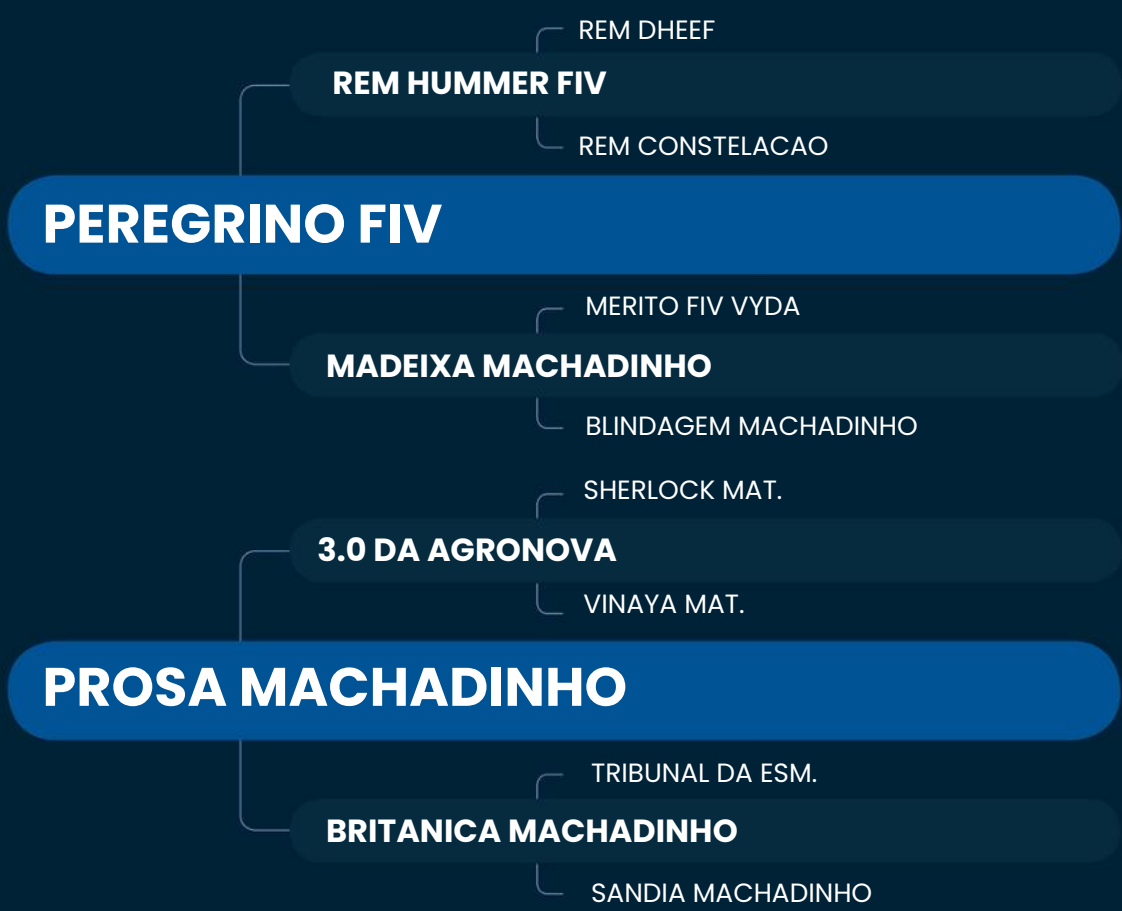 REM DHEEF
REM HUMMER FIV
REM CONSTELACAO
PEREGRINO FIV
MERITO FIV VYDA
MADEIXA MACHADINHO
BLINDAGEM MACHADINHO
SHERLOCK MAT.
3.0 DA AGRONOVA
VINAYA MAT.
PROSA MACHADINHO
TRIBUNAL DA ESM.
BRITANICA MACHADINHO
SANDIA MACHADINHO